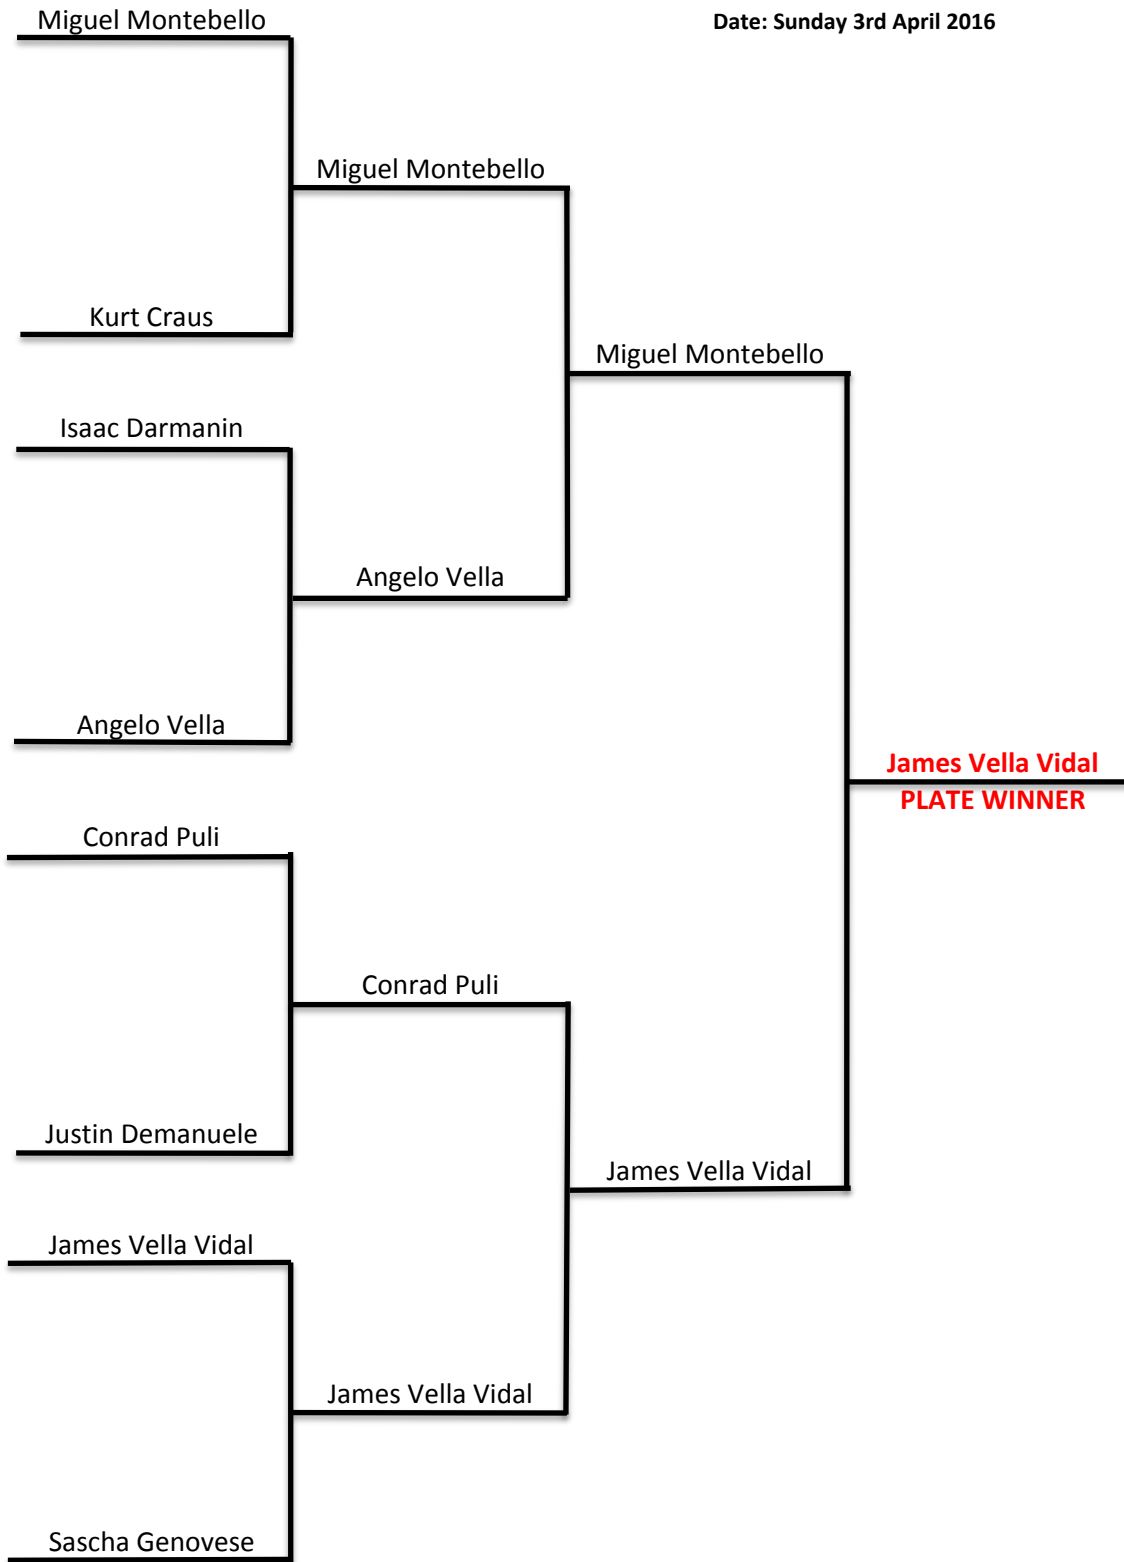 Miguel Montebello
Date: Sunday 3rd April 2016
Miguel Montebello
Kurt Craus
Miguel Montebello
Isaac Darmanin
Angelo Vella
Angelo Vella
James Vella Vidal
PLATE WINNER
Conrad Puli
Conrad Puli
Justin Demanuele
James Vella Vidal
James Vella Vidal
James Vella Vidal
Sascha Genovese